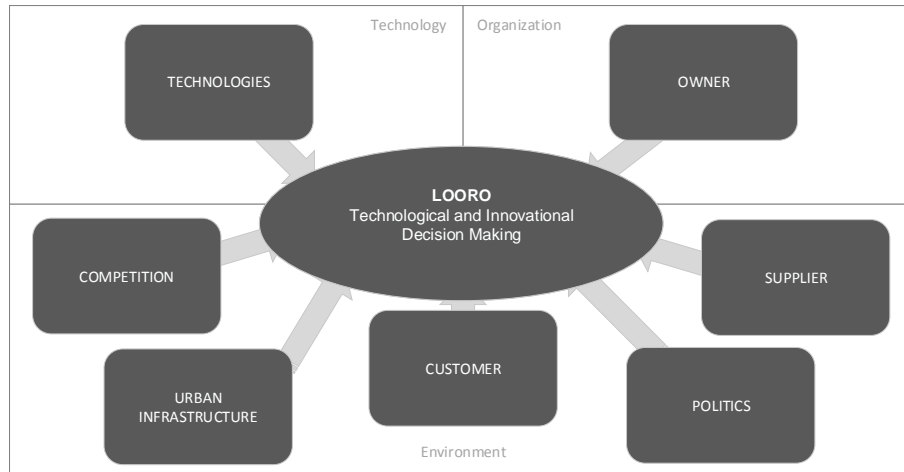 Technology
Organization
TECHNOLOGIES
OWNER
LOORO
Technological and Innovational
Decision Making
COMPETITION
SUPPLIER
URBAN
INFRASTRUCTURE
CUSTOMER
POLITICS
Environment